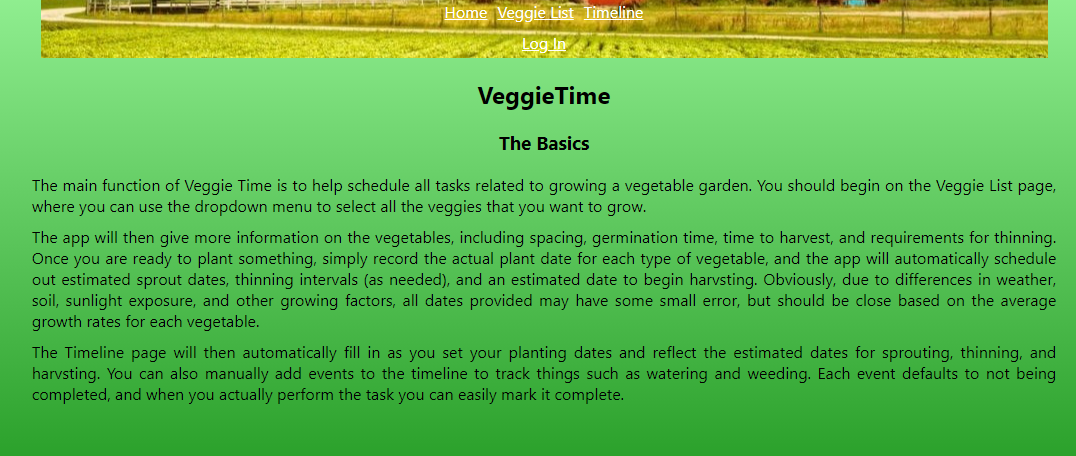 Home Veggie List Timeline
Log In
VeggieTime
The Basics
The main function of Veggie Time is to help schedule all tasks related to growing a vegetable garden. You should begin on the Veggie List page,
where you can use the dropdown menu to select all the veggies that you want to grow.
The app will then give more information on the vegetables, including spacing, germination time, time to harvest, and requirements for thinning.
Once you are ready to plant something, simply record the actual plant date for each type of vegetable, and the app will automatically schedule
out estimated sprout dates, thinning intervals (as needed), and an estimated date to begin harvsting. Obviously, due to differences in weather,
soil, sunlight exposure, and other growing factors, all dates provided may have some small error, but should be close based on the average
growth rates for each vegetable.
The Timeline page will then automatically fill in as you set your planting dates and reflect the estimated dates for sprouting, thinning, and
harvsting. You can also manually add events to the timeline to track things such as watering and weeding. Each event defaults to not being
completed, and when you actually perform the task you can easily mark it complete.